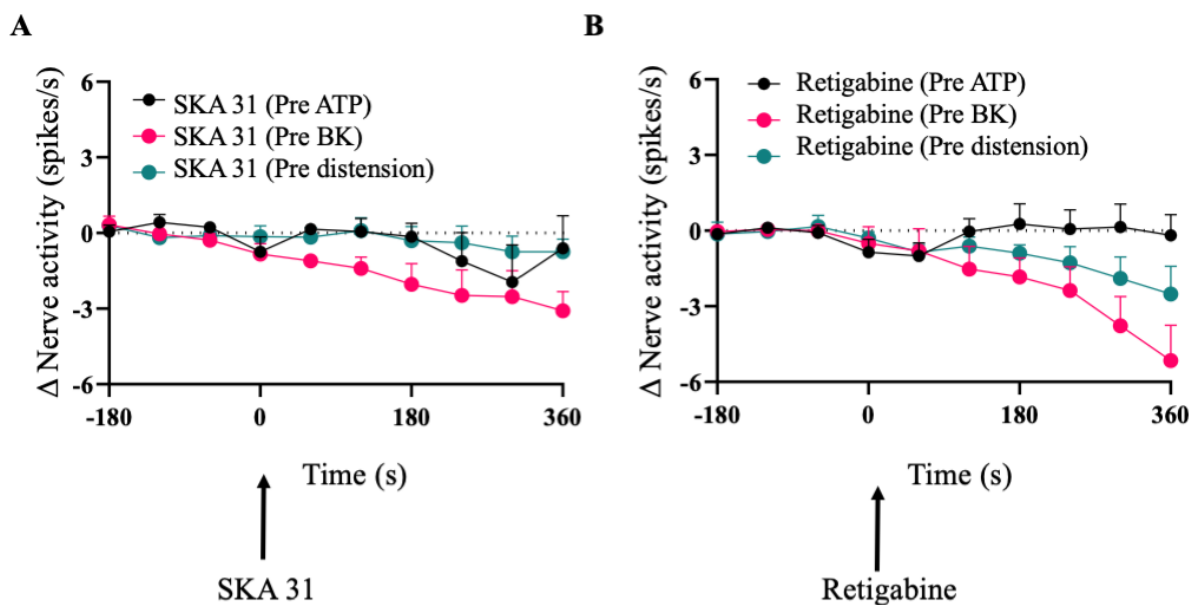 A
Δ Nerve activity (spikes/s)
6
3
0
-3
-6
SKA 31 (Pre ATP)
SKA 31 (Pre BK)
SKA 31 (Pre distension)
-180
0
180
360
Time (s)
SKA 31
B
Δ Nerve activity (spikes/s)
6
3
0
-3
-6
Retigabine (Pre ATP)
Retigabine (Pre BK)
Retigabine (Pre distension)
-180
0
180
360
Time (s)
Retigabine